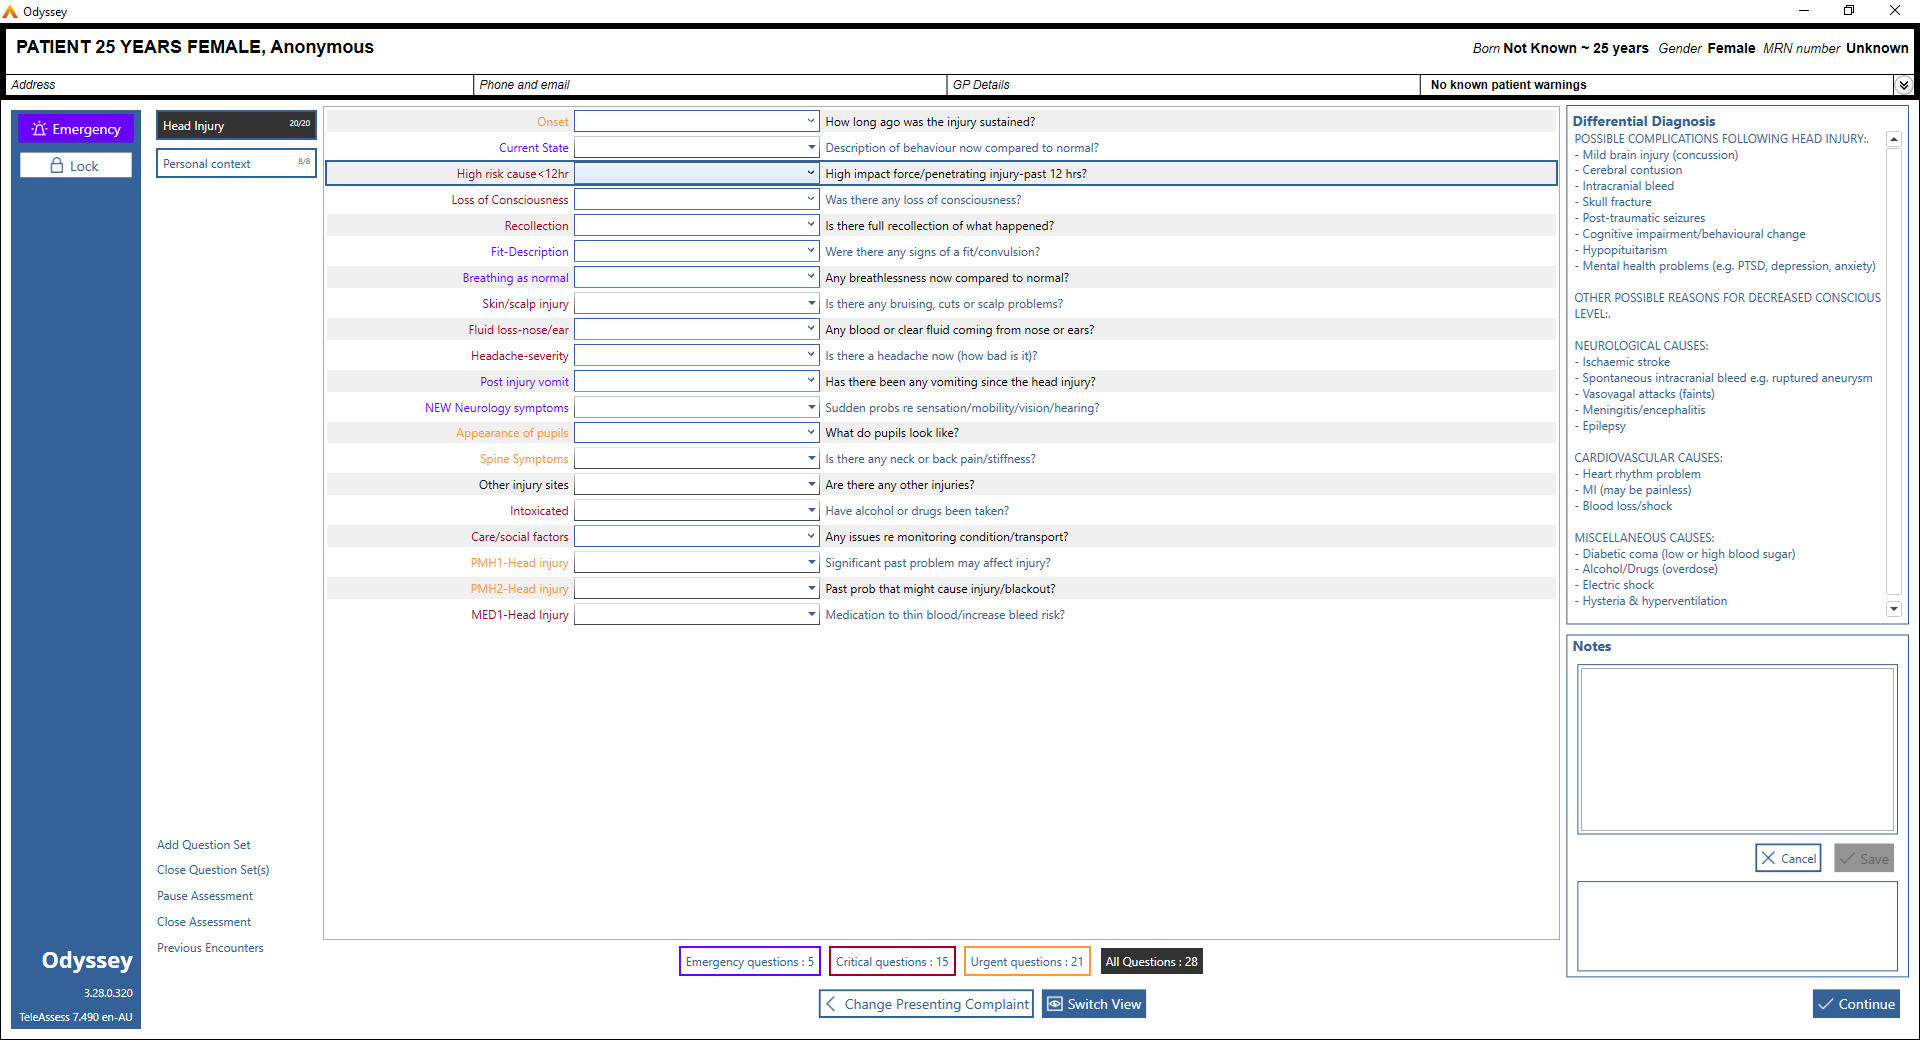 Odyssey
PATIENT 25 YEARS FEMALE, Anonymous
Born Not Known ~ 25 years Gender Female MRN number Unknown
Address
Phone and email
GP Details
No known patient warnings
Emergency
Lock
Head Injury 20/20
Personal context 8/8
Onset How long ago was the injury sustained?
Current State Description of behaviour now compared to normal?
High risk cause<12hr High impact force/penetrating injury-past 12 hrs?
Loss of Consciousness Was there any loss of consciousness?
Recollection Is there full recollection of what happened?
Fit-Description Were there any signs of a fit/convulsion?
Breathing as normal Any breathlessness now compared to normal?
Skin/scalp injury Is there any bruising, cuts or scalp problems?
Fluid loss-nose/ear Any blood or clear fluid coming from nose or ears?
Headache-severity Is there a headache now (how bad is it)?
Post injury vomit Has there been any vomiting since the head injury?
NEW Neurology symptoms Sudden probs re sensation/mobility/vision/hearing?
Appearance of pupils What do pupils look like?
Spine Symptoms Is there any neck or back pain/stiffness?
Other injury sites Are there any other injuries?
Intoxicated Have alcohol or drugs been taken?
Care/social factors Any issues re monitoring condition/transport?
PMH1-Head injury Significant past problem may affect injury?
PMH2-Head injury Past prob that might cause injury/blackout?
MED1-Head Injury Medication to thin blood/increase bleed risk?
Differential Diagnosis
POSSIBLE COMPLICATIONS FOLLOWING HEAD INJURY:.
- Mild brain injury (concussion)
- Cerebral contusion
- Intracranial bleed
- Skull fracture
- Post-traumatic seizures
- Cognitive impairment/behavioural change
- Hypopituitarism
- Mental health problems (e.g. PTSD, depression, anxiety)
OTHER POSSIBLE REASONS FOR DECREASED CONSCIOUS
LEVEL:.
NEUROLOGICAL CAUSES:
- Ischaemic stroke
- Spontaneous intracranial bleed e.g. ruptured aneurysm
- Vasovagal attacks (faints)
- Meningitis/encephalitis
- Epilepsy
CARDIOVASCULAR CAUSES:
- Heart rhythm problem
- MI (may be painless)
- Blood loss/shock
MISCELLANEOUS CAUSES:
- Diabetic coma (low or high blood sugar)
- Alcohol/Drugs (overdose)
- Electric shock
- Hysteria & hyperventilation
Notes
Cancel
Save
Add Question Set
Close Question Set(s)
Pause Assessment
Close Assessment
Previous Encounters
Odyssey
3.28.0.320
TeleAssess 7.490 en-AU
Emergency questions : 5
Critical questions : 15
Urgent questions : 21
All Questions : 28
Change Presenting Complaint
Switch View
Continue